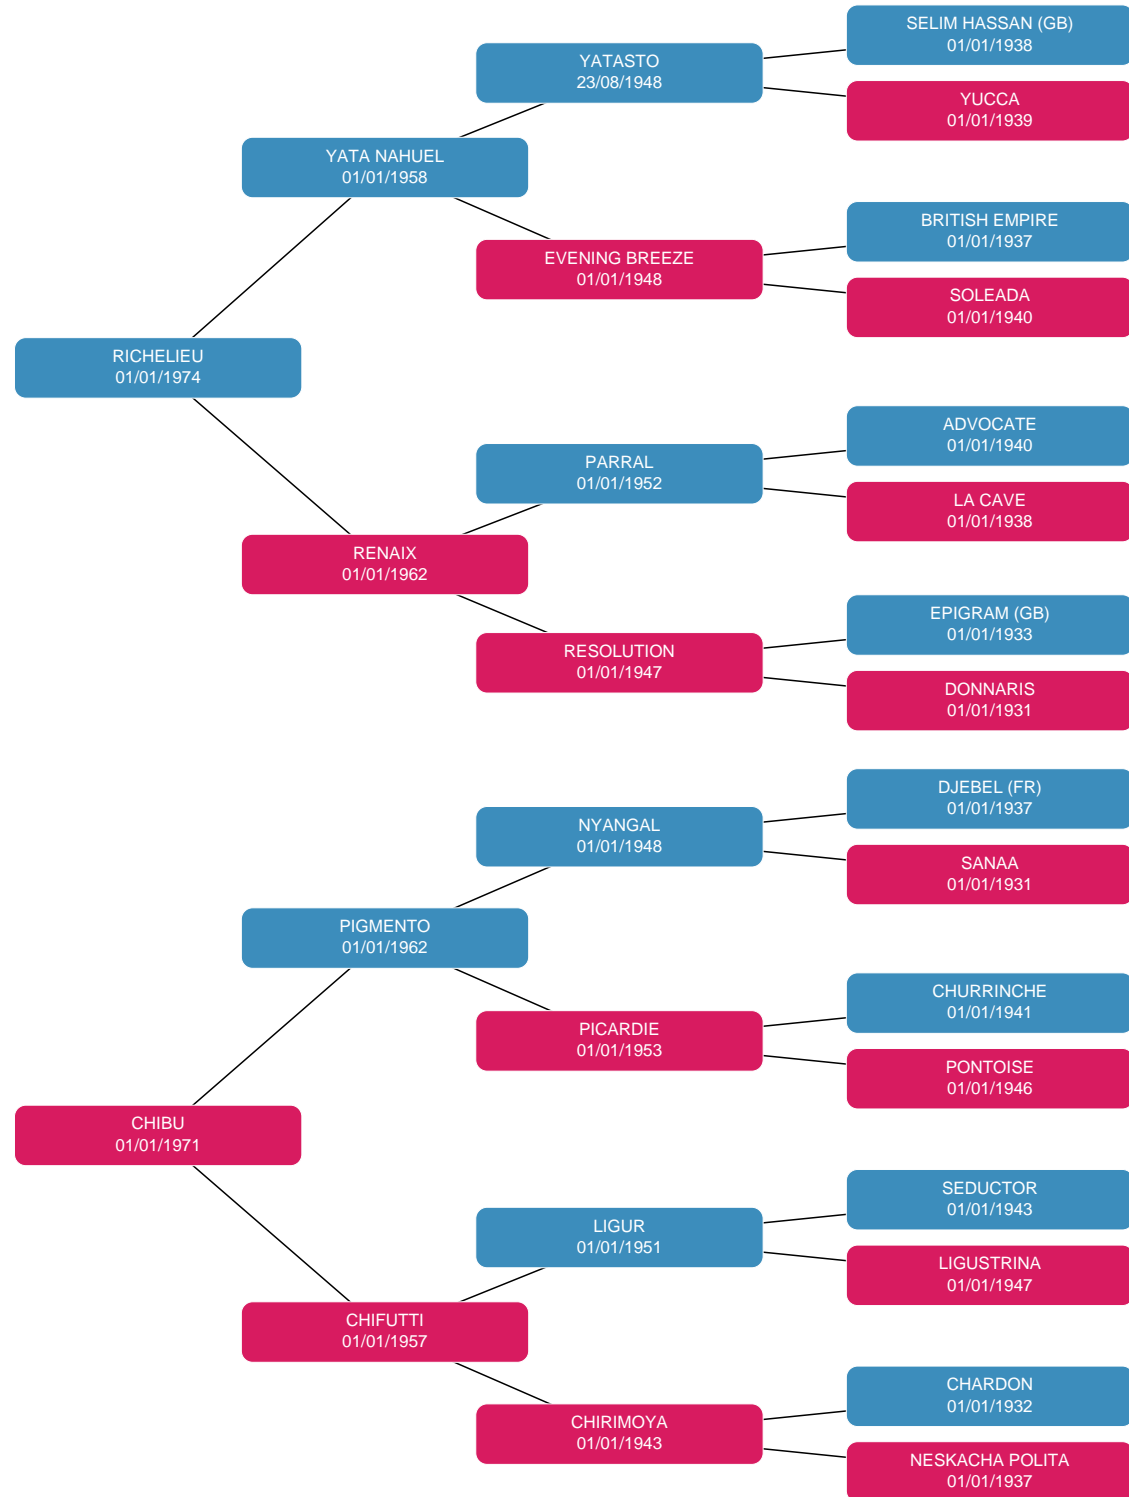 SELIM HASSAN (GB)
01/01/1938
YATASTO
23/08/1948
YUCCA
01/01/1939
YATA NAHUEL
01/01/1958
BRITISH EMPIRE
01/01/1937
EVENING BREEZE
01/01/1948
SOLEADA
01/01/1940
RICHELIEU
01/01/1974
ADVOCATE
01/01/1940
PARRAL
01/01/1952
LA CAVE
01/01/1938
RENAIX
01/01/1962
EPIGRAM (GB)
01/01/1933
RESOLUTION
01/01/1947
DONNARIS
01/01/1931
DJEBEL (FR)
01/01/1937
NYANGAL
01/01/1948
SANAA
01/01/1931
PIGMENTO
01/01/1962
CHURRINCHE
01/01/1941
PICARDIE
01/01/1953
PONTOISE
01/01/1946
CHIBU
01/01/1971
SEDUCTOR
01/01/1943
LIGUR
01/01/1951
LIGUSTRINA
01/01/1947
CHIFUTTI
01/01/1957
CHARDON
01/01/1932
CHIRIMOYA
01/01/1943
NESKACHA POLITA
01/01/1937